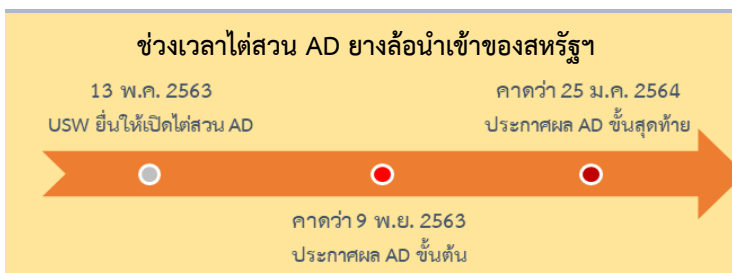 ช่วงเวลาไต่สวน AD ยางล้อนำเข้าของสหรัฐฯ
13 พ.ค. 2563
USW ยื่นให้เปิดไต่สวน AD
คาดว่า 25 ม.ค. 2564
ประกาศผล AD ขั้นสุดท้าย
คาดว่า 9 พ.ย. 2563
ประกาศผล AD ขั้นต้น